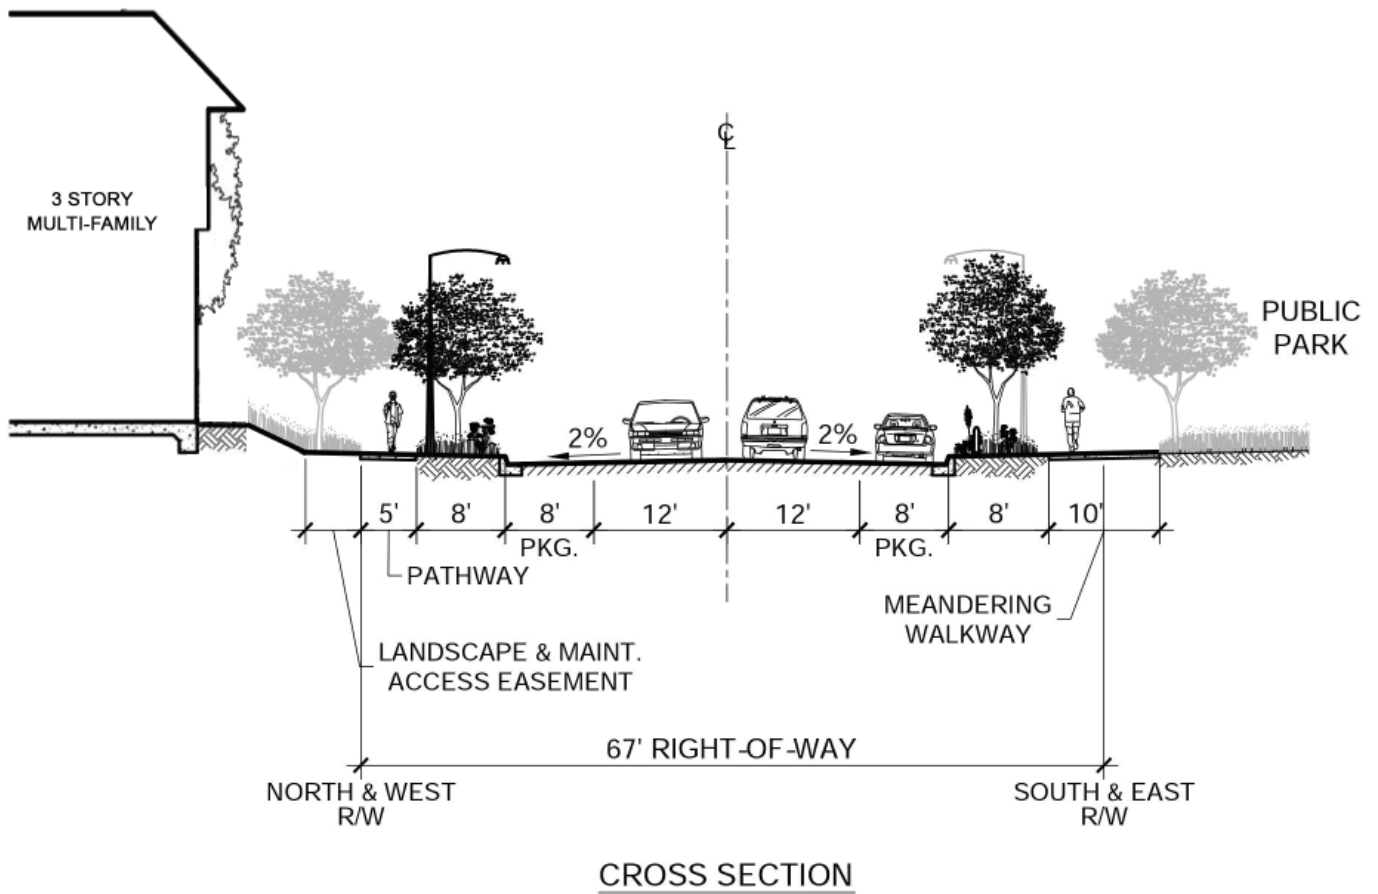 ℄
3 STORY
MULTI-FAMILY
PUBLIC
PARK
2%
2%
5'
8'
8'
12'
12'
8'
8'
10'
PKG.
PKG.
PATHWAY
MEANDERING
WALKWAY
LANDSCAPE & MAINT.
ACCESS EASEMENT
67' RIGHT-OF-WAY
NORTH & WEST
R/W
SOUTH & EAST
R/W
CROSS SECTION